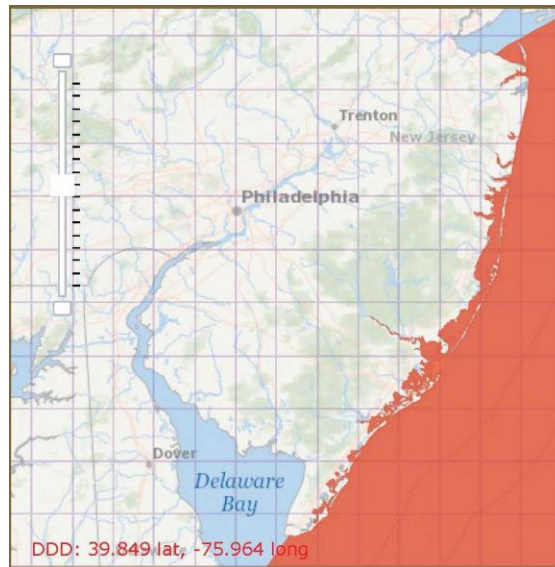 Trenton
New Jersey
Philadelphia
Dover
Delaware
Bay
DDD: 39.849 lat, -75.964 long